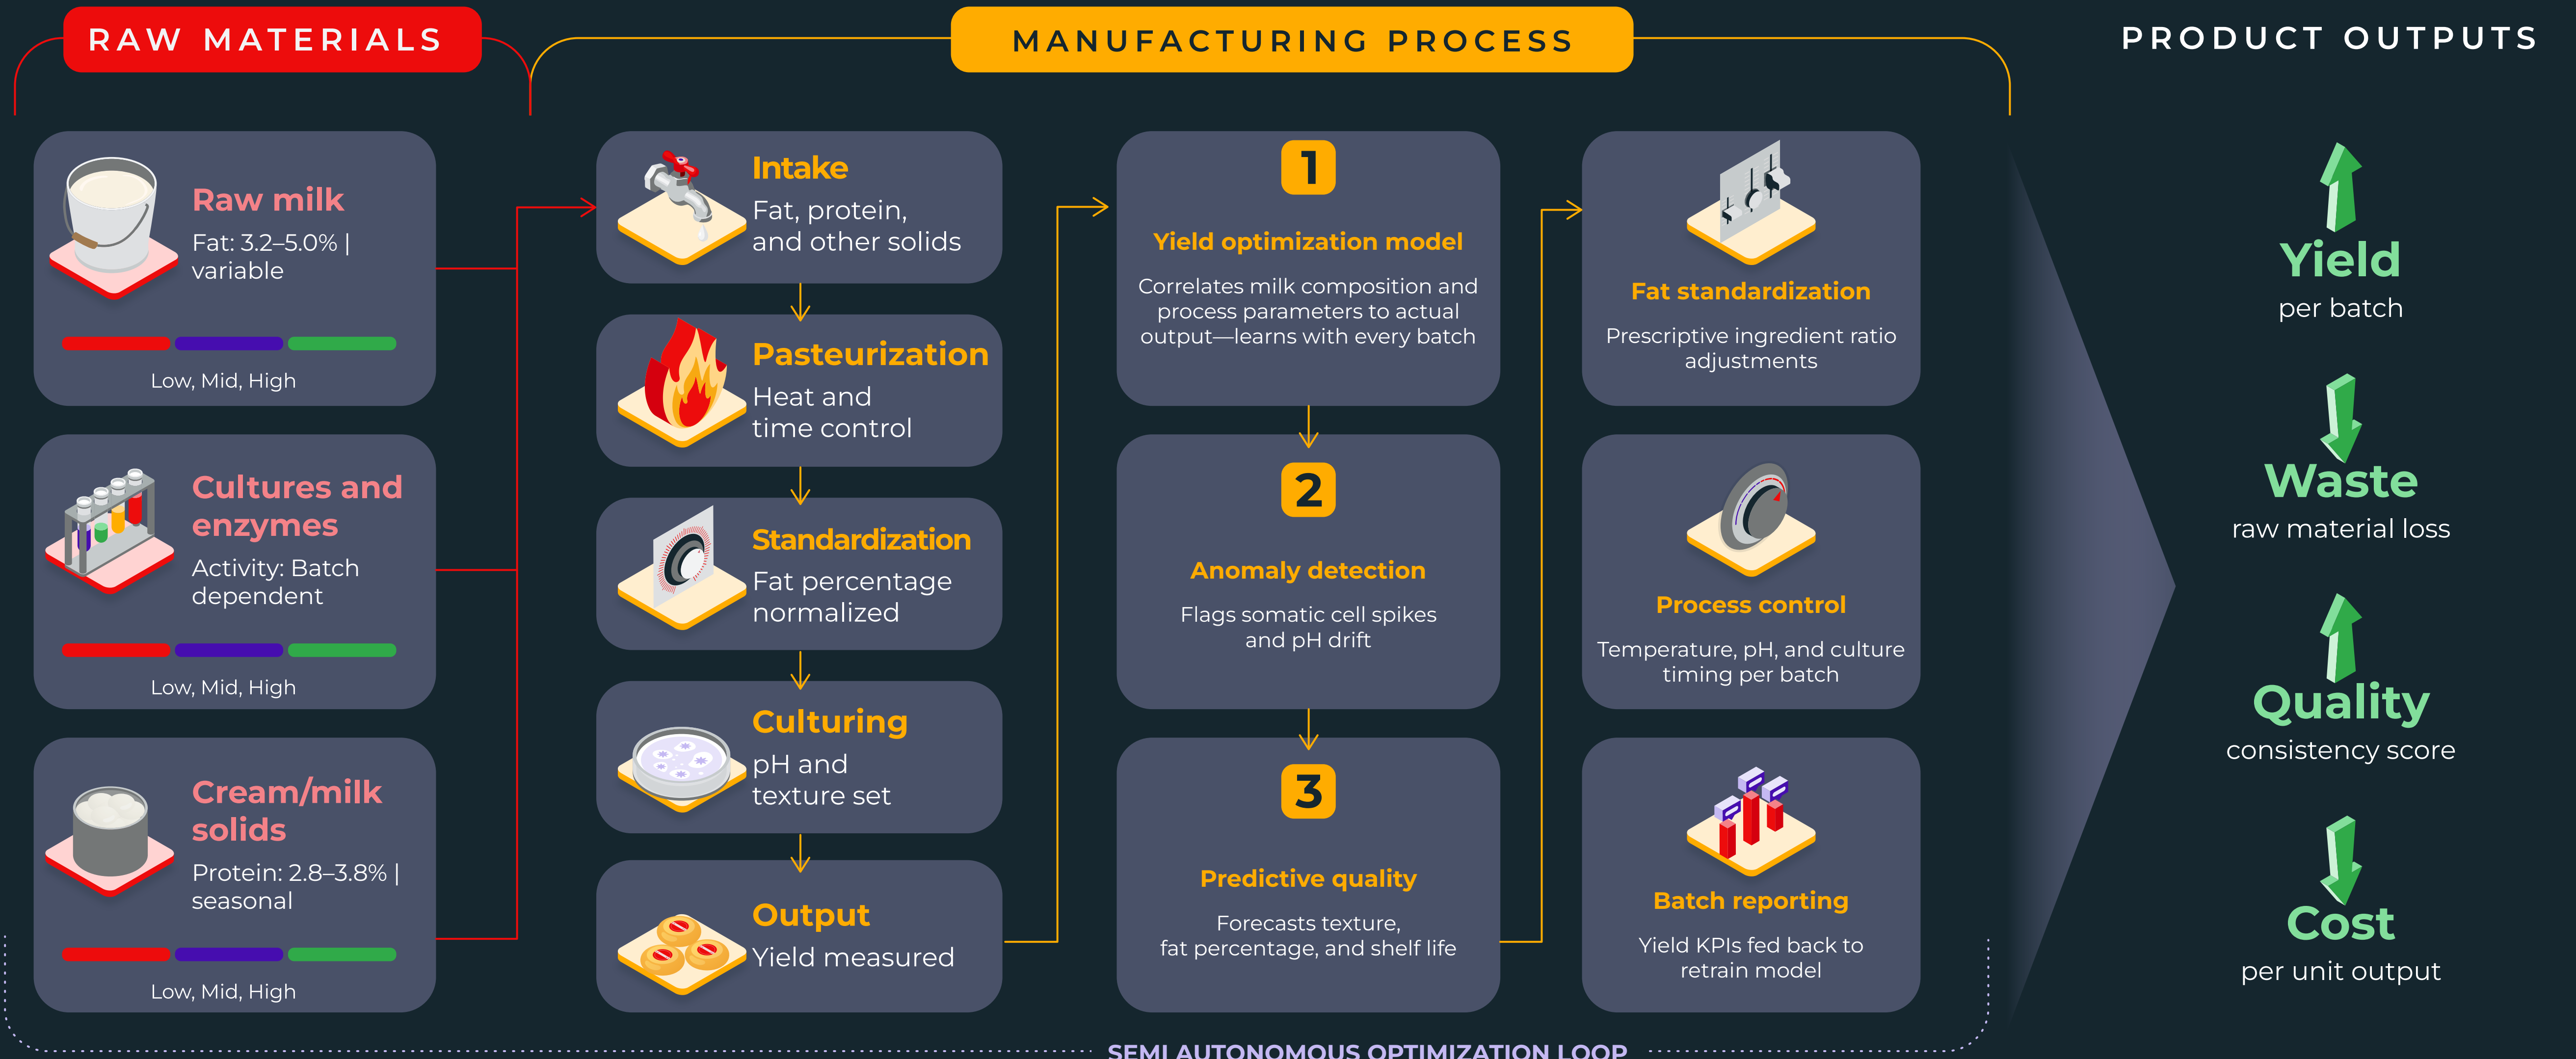 RAW MATERIALS
MANUFACTURING PROCESS
PRODUCT OUTPUTS
Raw milk
Fat: 3.2–5.0% |
variable
Low, Mid, High
Cultures and
enzymes
Activity: Batch
dependent
Low, Mid, High
Cream/milk
solids
Protein: 2.8–3.8% |
seasonal
Low, Mid, High
Intake
Fat, protein,
and other solids
Pasteurization
Heat and
time control
Standardization
Fat percentage
normalized
Culturing
pH and
texture set
Output
Yield measured
1
Yield optimization model
Correlates milk composition and
process parameters to actual
output—learns with every batch
2
Anomaly detection
Flags somatic cell spikes
and pH drift
3
Predictive quality
Forecasts texture,
fat percentage, and shelf life
Fat standardization
Prescriptive ingredient ratio
adjustments
Process control
Temperature, pH, and culture
timing per batch
Batch reporting
Yield KPIs fed back to
retrain model
Yield
per batch
Waste
raw material loss
Quality
consistency score
Cost
per unit output
SEMI AUTONOMOUS OPTIMIZATION LOOP